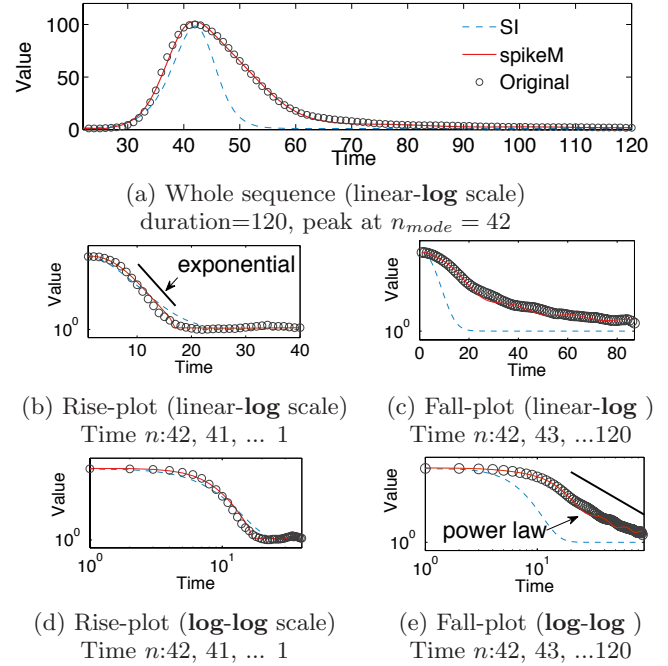 100
50
0
Value
SI
spikeM
Original
30 40 50 60 70 80 90 100 110 120
Time
(a) Whole sequence (linear-log scale)
duration=120, peak at n_mode = 42
Value
10^0
exponential
10 20 30 40
Time
Value
10^0
0 20 40 60 80
Time
(b) Rise-plot (linear-log scale)
Time n:42, 41, ... 1
(c) Fall-plot (linear-log )
Time n:42, 43, ...120
Value
10^0
10^0 10^1
Time
Value
10^0
power law
10^0 10^1
Time
(d) Rise-plot (log-log scale)
Time n:42, 41, ... 1
(e) Fall-plot (log-log )
Time n:42, 43, ...120